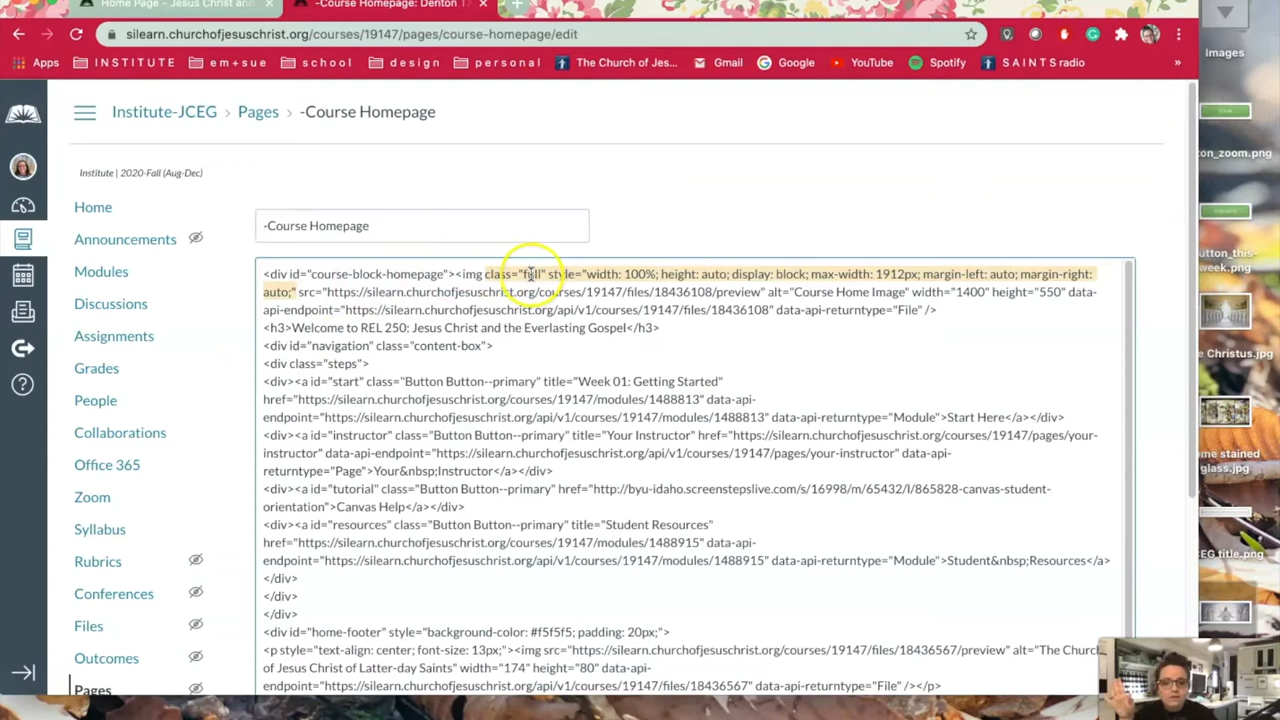 Home Page - Jesus Christ and
-Course Homepage: Denton
silearn.churchofjesuschrist.org/courses/19147/pages/course-homepage/edit
Apps INSTITUTE em+sue school design personal The Church of Jes... Gmail Google YouTube Spotify SAINTS radio »
Images
Institute-JCEG › Pages › -Course Homepage
on_zoom.png
Institute | 2020-Fall (Aug-Dec)
Home
Announcements
Modules
Discussions
Assignments
Grades
People
Collaborations
Office 365
Zoom
Syllabus
Rubrics
Conferences
Files
Outcomes
Pages
-Course Homepage
<div id="course-block-homepage"><img class="full" style="width: 100%; height: auto; display: block; max-width: 1912px; margin-left: auto; margin-right:
auto;" src="https://silearn.churchofjesuschrist.org/courses/19147/files/18436108/preview" alt="Course Home Image" width="1400" height="550" data-
api-endpoint="https://silearn.churchofjesuschrist.org/api/v1/courses/19147/files/18436108" data-api-returntype="File" />
<h3>Welcome to REL 250: Jesus Christ and the Everlasting Gospel</h3>
<div id="navigation" class="content-box">
<div class="steps">
<div><a id="start" class="Button Button--primary" title="Week 01: Getting Started"
href="https://silearn.churchofjesuschrist.org/courses/19147/modules/1488813" data-api-
endpoint="https://silearn.churchofjesuschrist.org/api/v1/courses/19147/modules/1488813" data-api-returntype="Module">Start Here</a></div>
<div><a id="instructor" class="Button Button--primary" title="Your Instructor" href="https://silearn.churchofjesuschrist.org/courses/19147/pages/your-
instructor" data-api-endpoint="https://silearn.churchofjesuschrist.org/api/v1/courses/19147/pages/your-instructor" data-api-
returntype="Page">Your&nbsp;Instructor</a></div>
<div><a id="tutorial" class="Button Button--primary" href="http://byu-idaho.screenstepslive.com/s/16998/m/65432/l/865828-canvas-student-
orientation">Canvas Help</a></div>
<div><a id="resources" class="Button Button--primary" title="Student Resources"
href="https://silearn.churchofjesuschrist.org/courses/19147/modules/1488915" data-api-
endpoint="https://silearn.churchofjesuschrist.org/api/v1/courses/19147/modules/1488915" data-api-returntype="Module">Student&nbsp;Resources</a>
</div>
</div>
</div>
<div id="home-footer" style="background-color: #f5f5f5; padding: 20px;">
<p style="text-align: center; font-size: 13px;"><img src="https://silearn.churchofjesuschrist.org/courses/19147/files/18436567/preview" alt="The Churc
of Jesus Christ of Latter-day Saints" width="174" height="80" data-api-
endpoint="https://silearn.churchofjesuschrist.org/api/v1/courses/19147/files/18436567" data-api-returntype="File" /></p>
utton_this-
week.png
e Christus.jpg
ome stained
glass.jpg
EG title.png